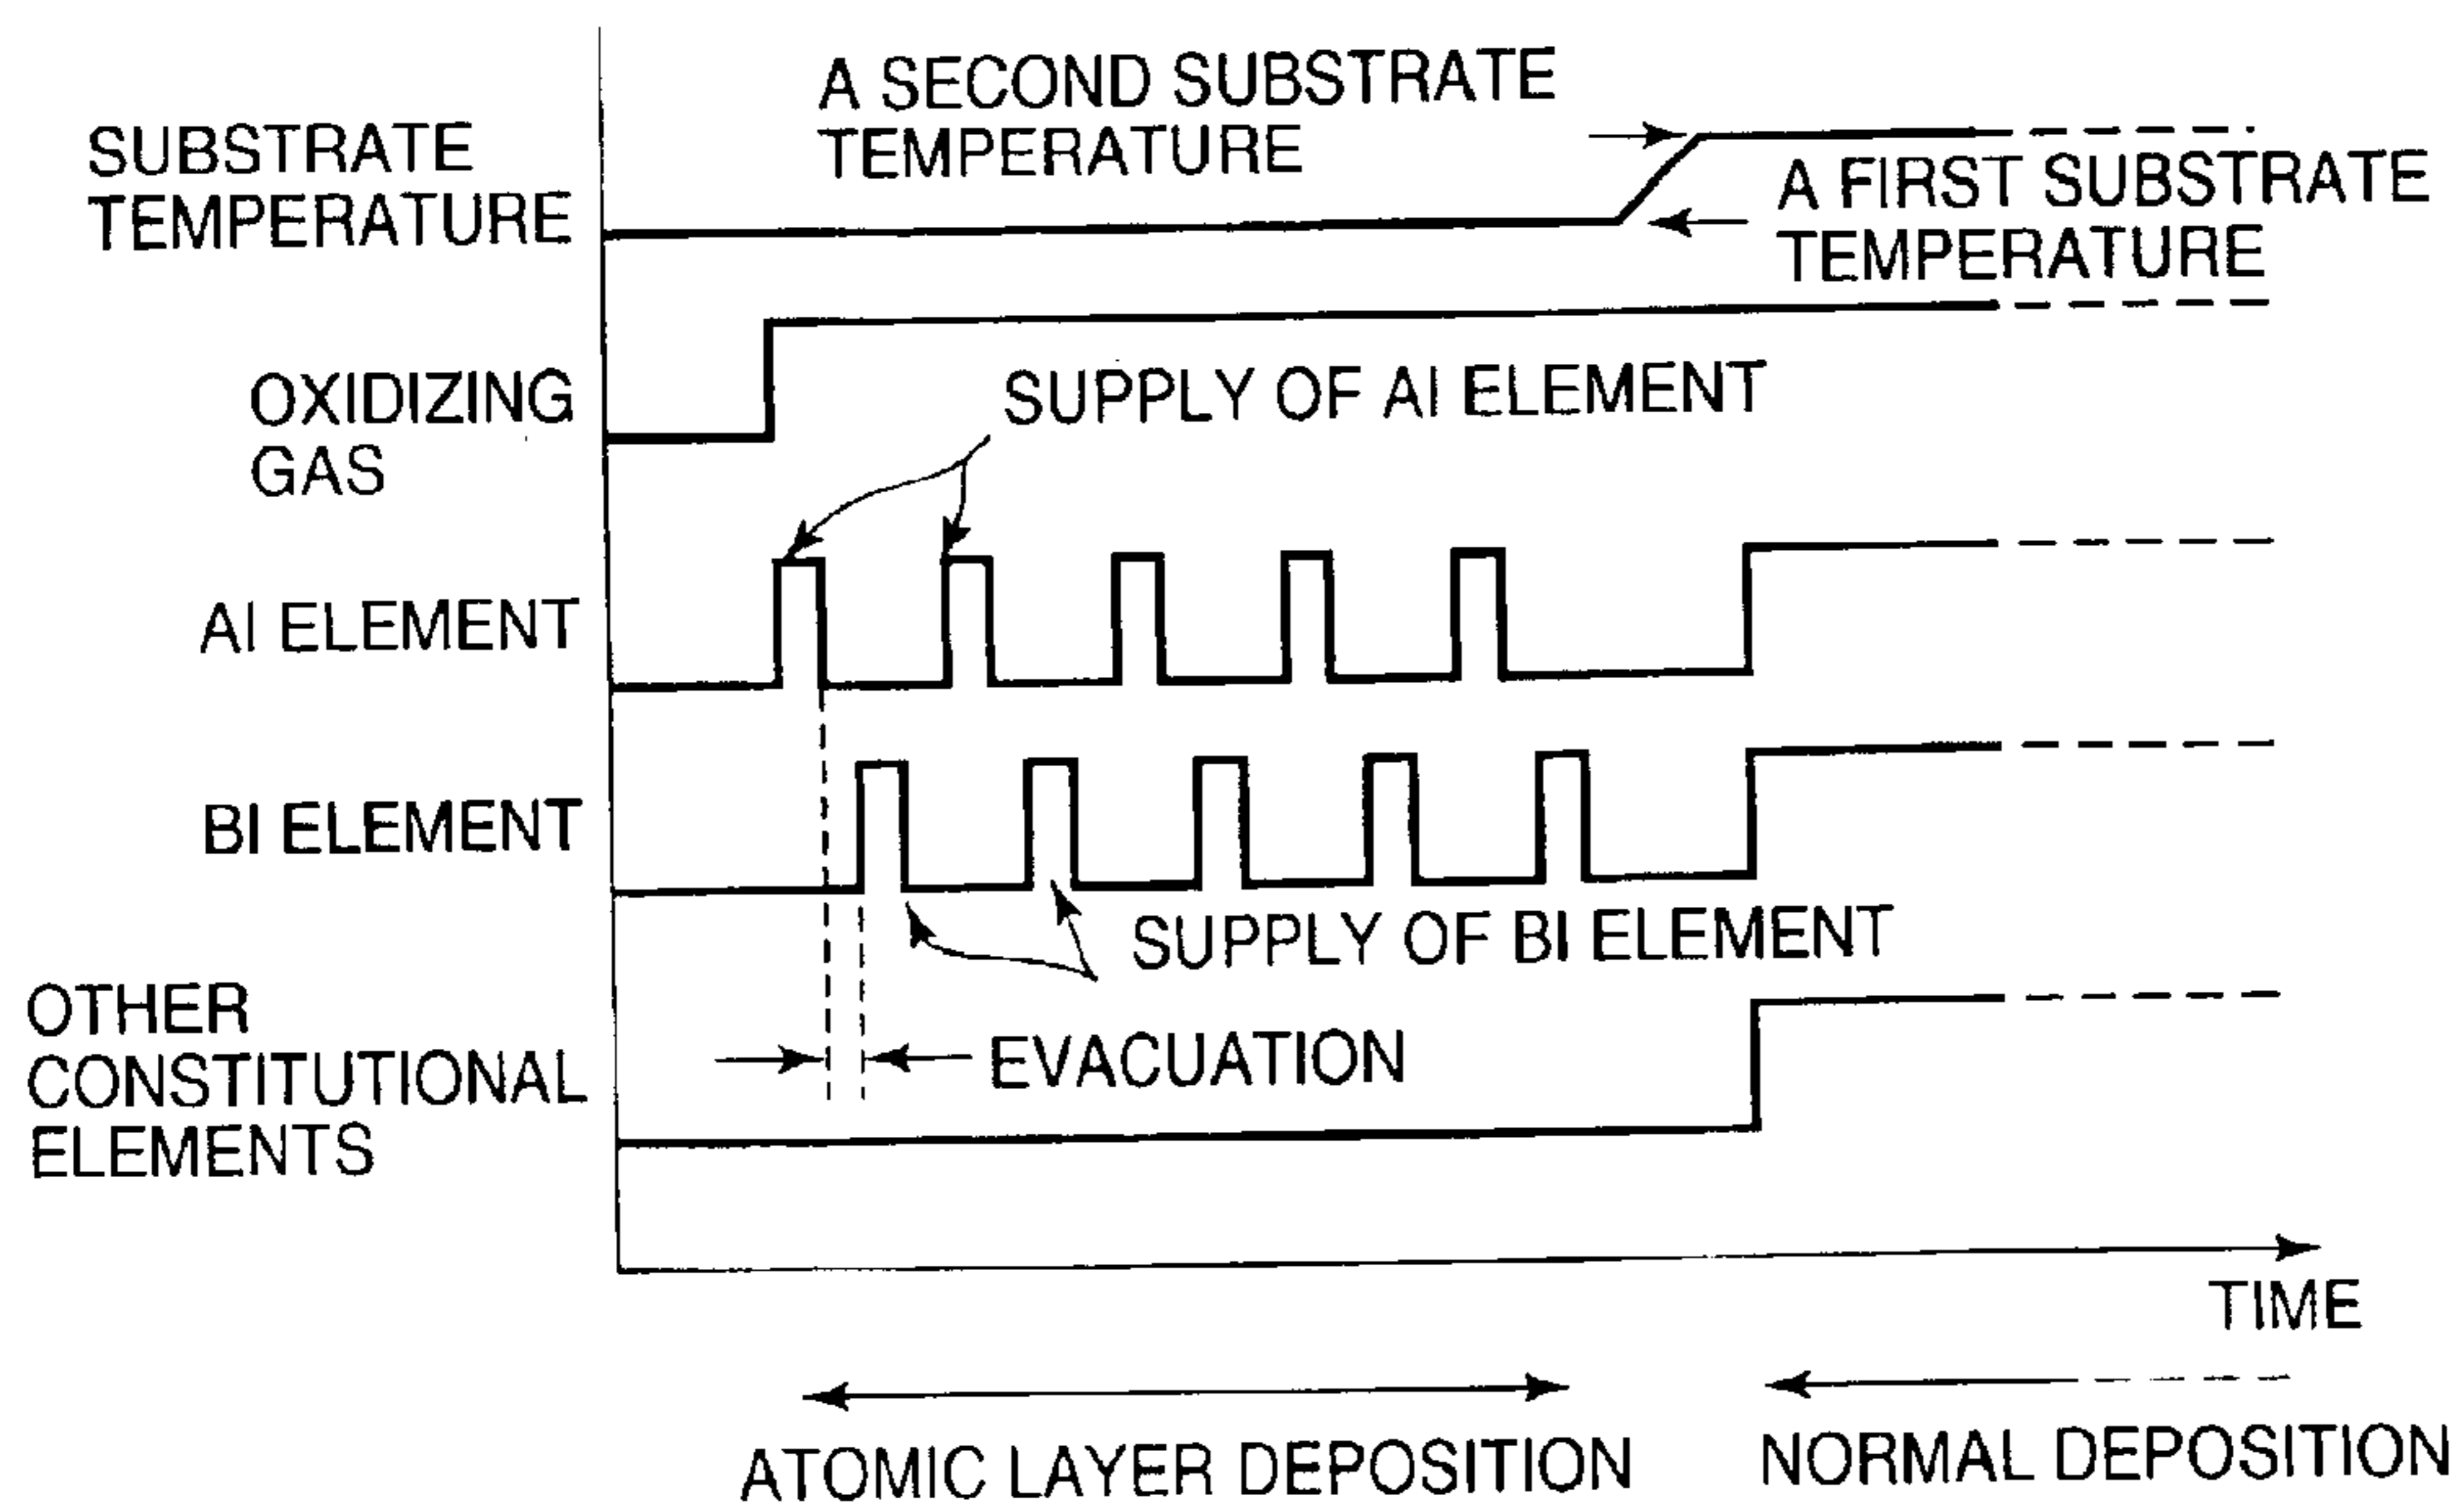 A SECOND SUBSTRATE
TEMPERATURE
SUBSTRATE
TEMPERATURE
A FIRST SUBSTRATE
TEMPERATURE
OXIDIZING
GAS
SUPPLY OF AI ELEMENT
AI ELEMENT
BI ELEMENT
SUPPLY OF BI ELEMENT
OTHER
CONSTITUTIONAL
ELEMENTS
EVACUATION
TIME
ATOMIC LAYER DEPOSITION
NORMAL DEPOSITION